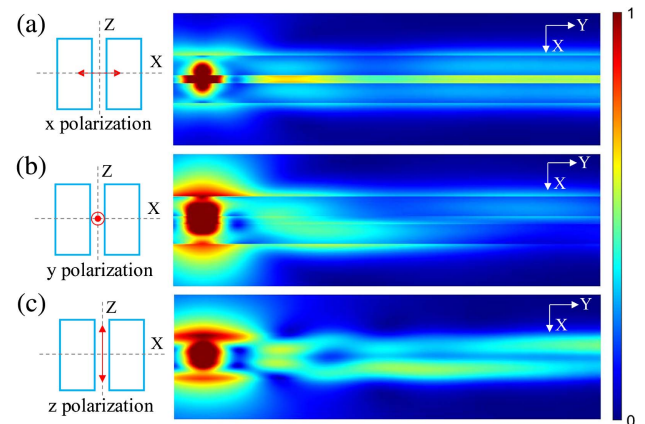 (a)
Z
X
x polarization
Y
X
1
(b)
Z
X
y polarization
Y
X
(c)
Z
X
z polarization
Y
X
0